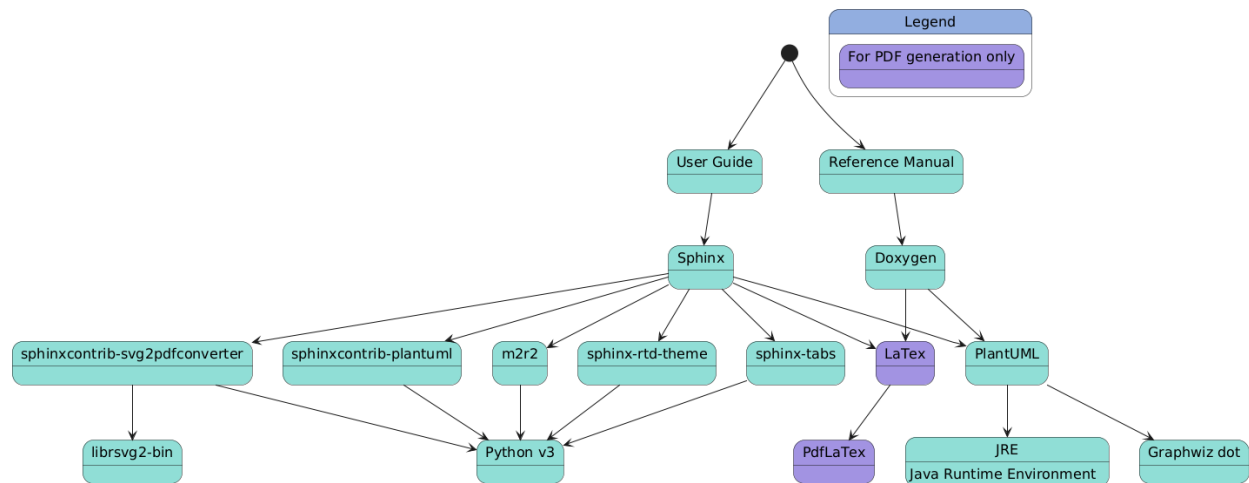 Legend
For PDF generation only
User Guide
Reference Manual
Sphinx
Doxygen
sphinxcontrib-svg2pdfconverter
sphinxcontrib-plantuml
m2r2
sphinx-rtd-theme
sphinx-tabs
LaTex
PlantUML
librsvg2-bin
Python v3
PdfLaTex
JRE
Java Runtime Environment
Graphwiz dot